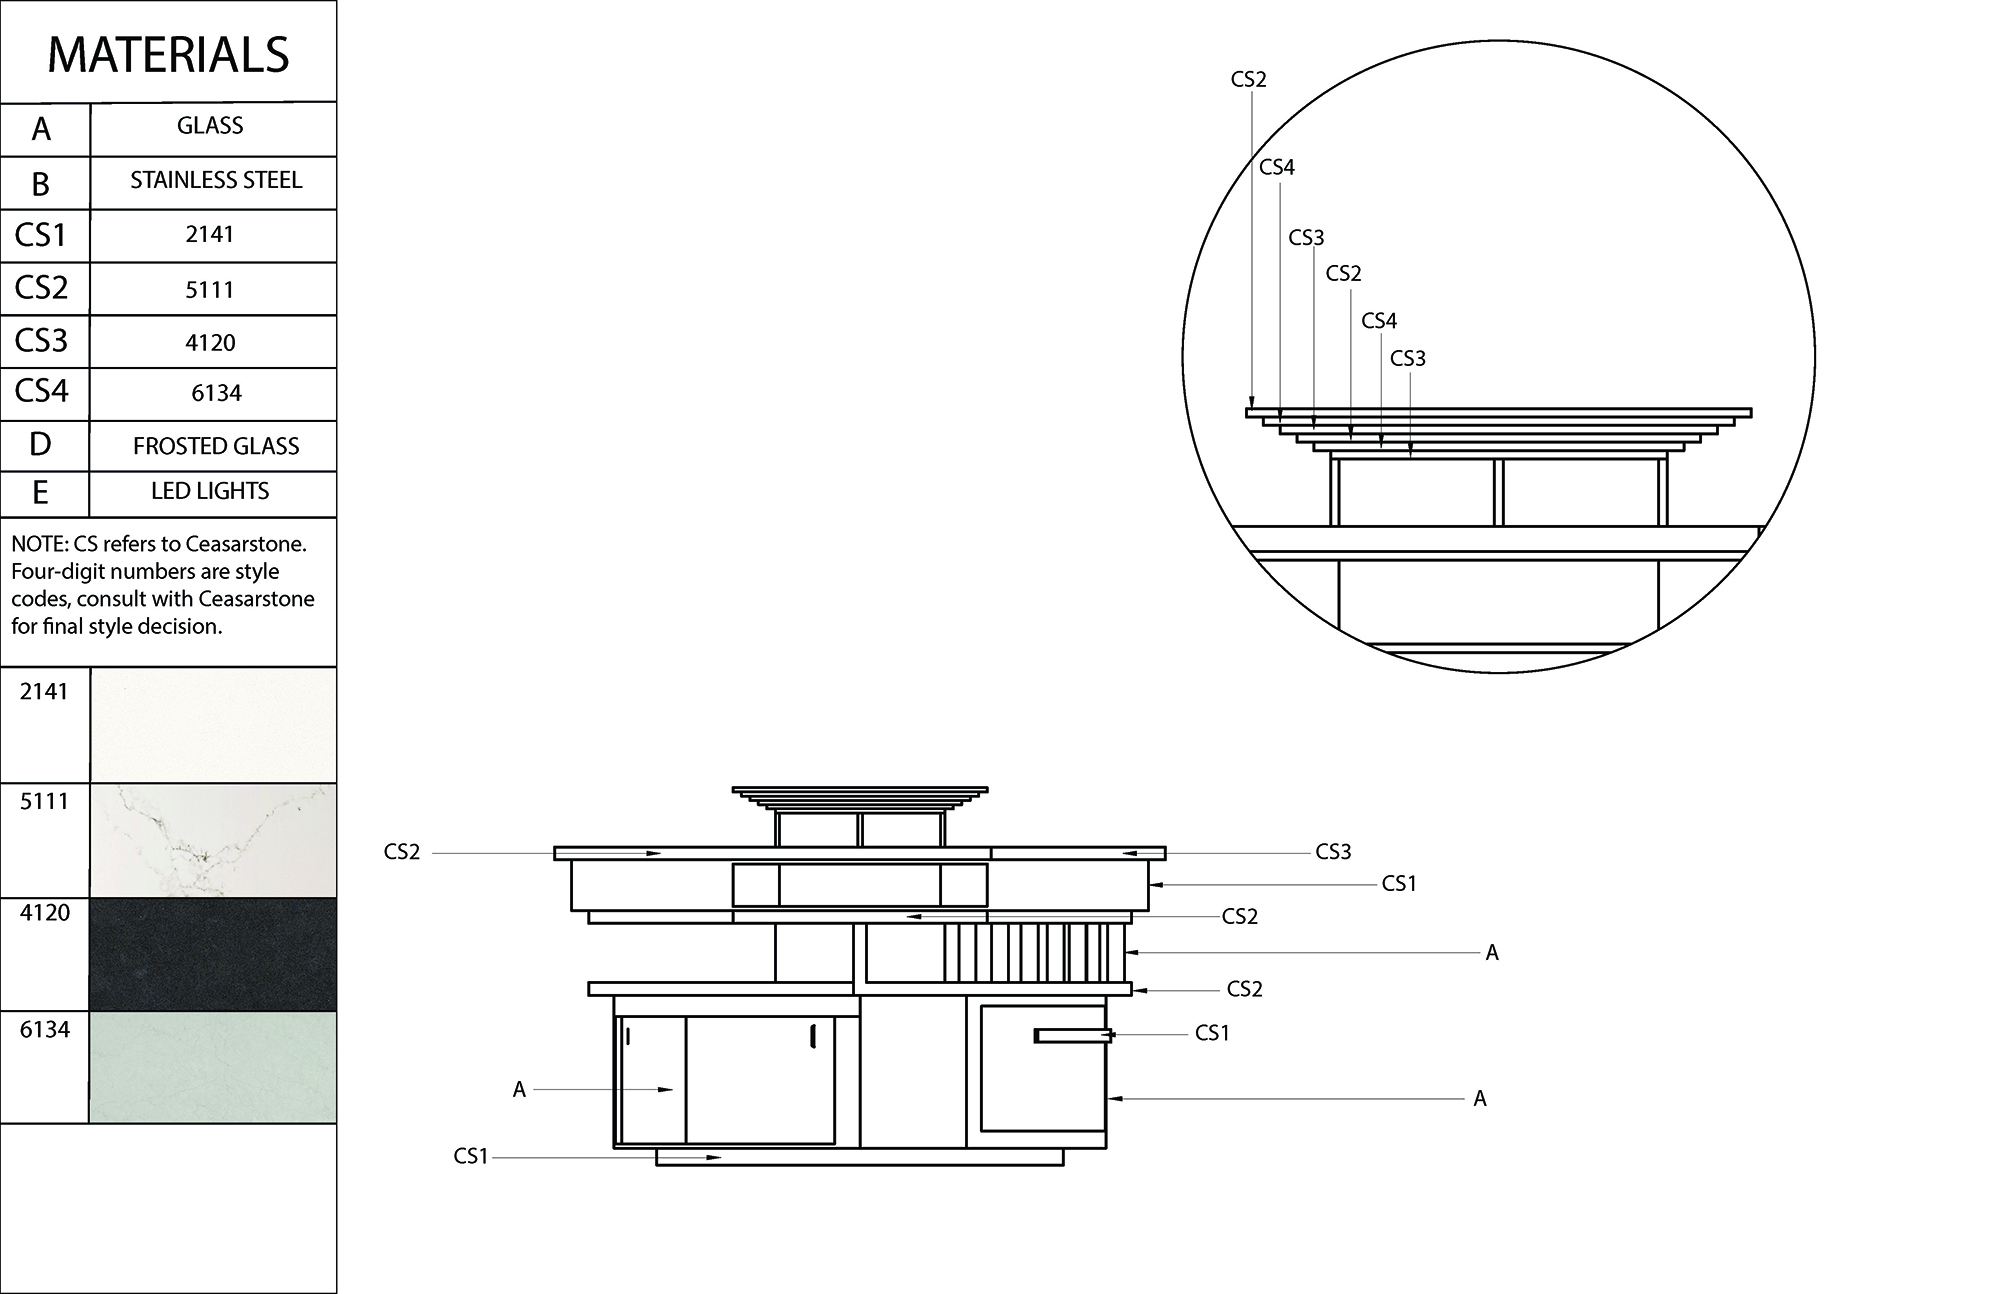 MATERIALS
A GLASS
B STAINLESS STEEL
CS1 2141
CS2 5111
CS3 4120
CS4 6134
D FROSTED GLASS
E LED LIGHTS
NOTE: CS refers to Ceasarstone.
Four-digit numbers are style
codes, consult with Ceasarstone
for final style decision.
2141
5111
4120
6134
CS2
CS4
CS3
CS2
CS4
CS3
CS2
CS3
CS1
CS2
A
CS2
CS1
A
A
CS1